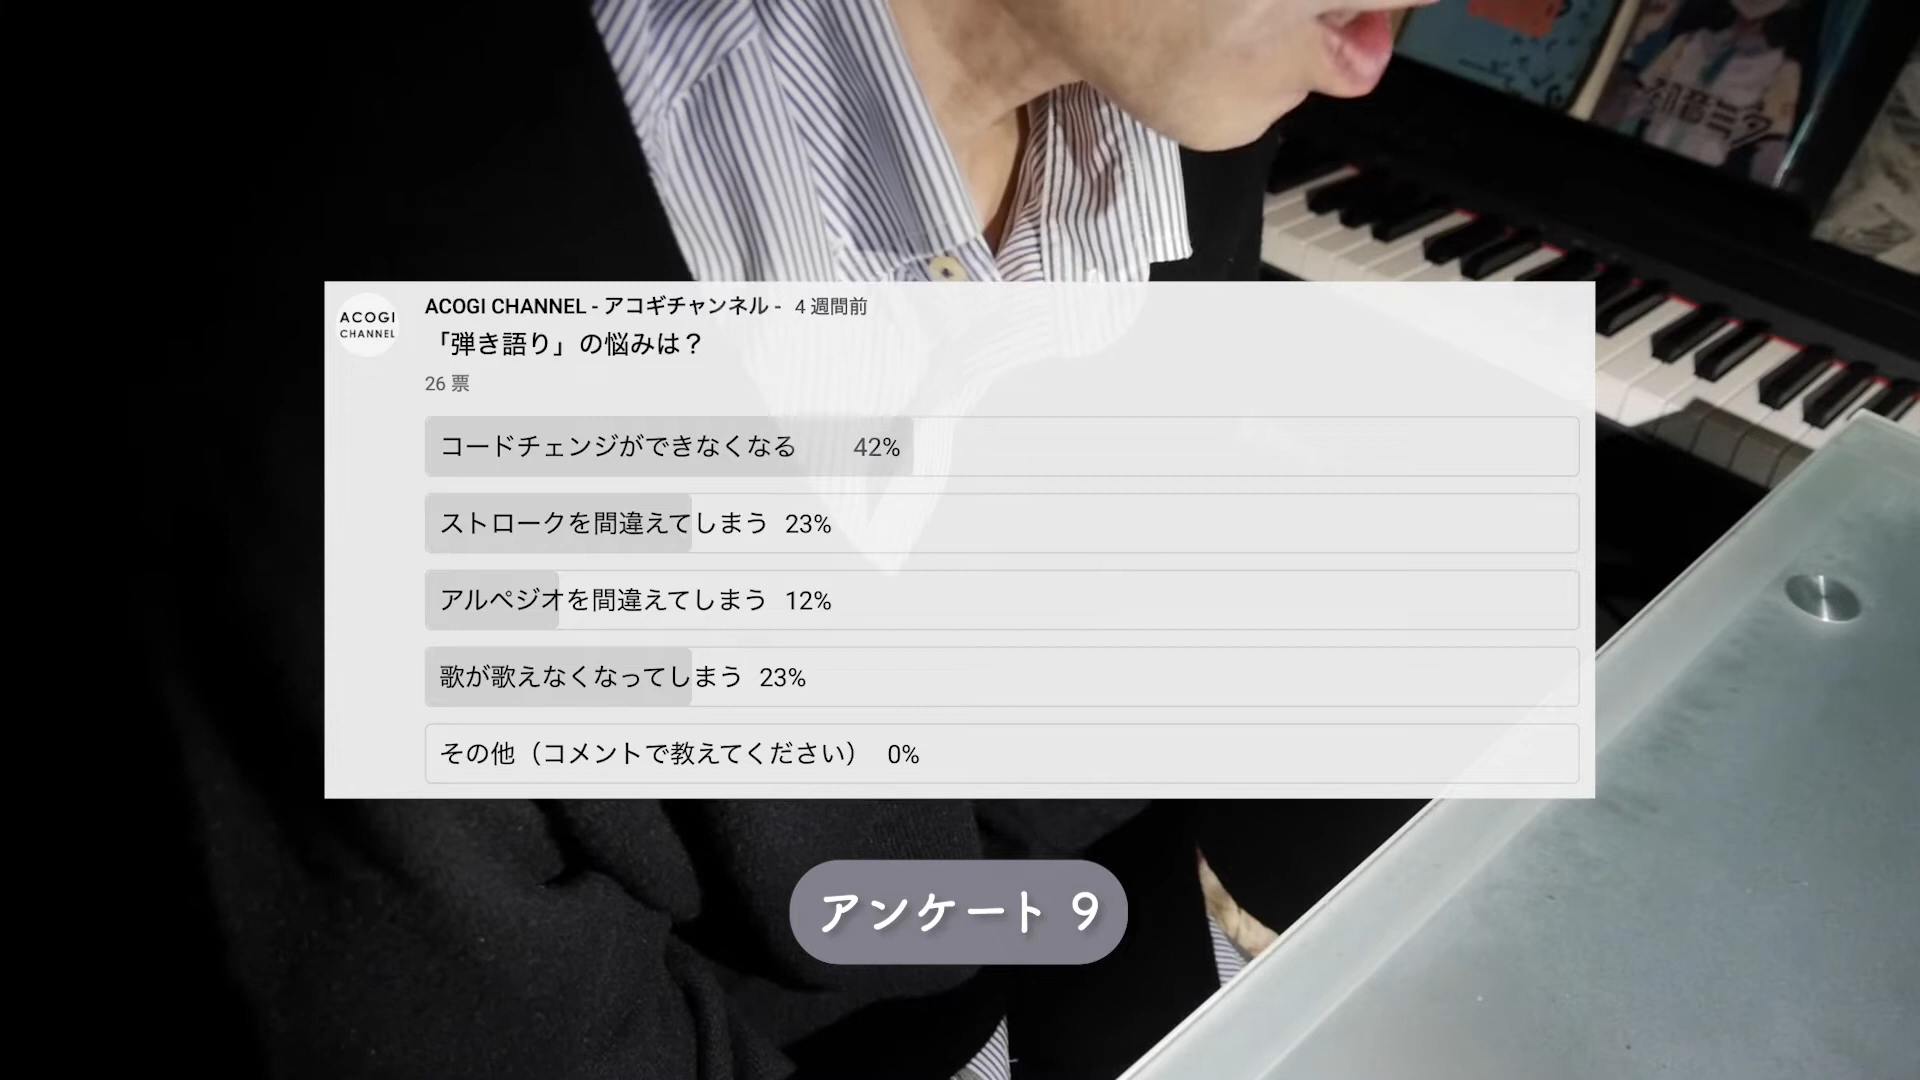 初音ミク
ACOGI
CHANNEL
ACOGI CHANNEL - アコギチャンネル - 4 週間前
「弾き語り」の悩みは？
26 票
コードチェンジができなくなる 42%
ストロークを間違えてしまう 23%
アルペジオを間違えてしまう 12%
歌が歌えなくなってしまう 23%
その他（コメントで教えてください） 0%
アンケート 9